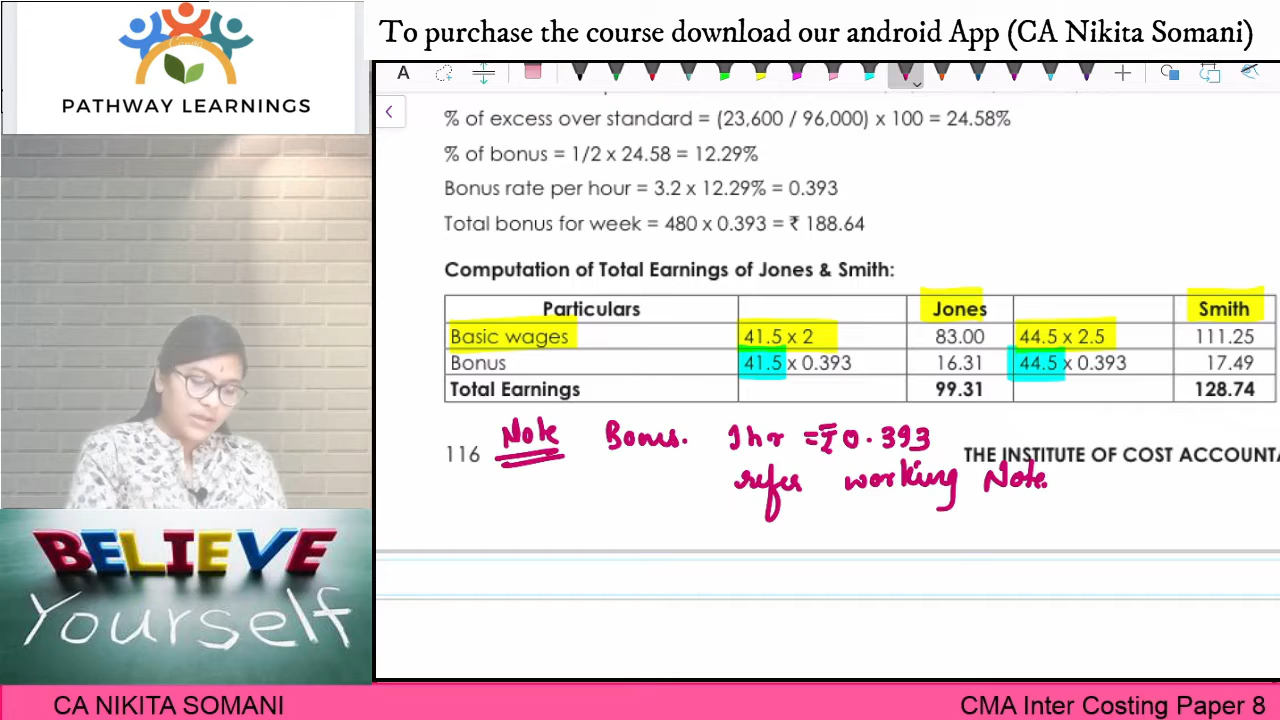 To purchase the course download our android App (CA Nikita Somani)
PATHWAY LEARNINGS
A
% of excess over standard = (23,600 / 96,000) x 100 = 24.58%
% of bonus = 1/2 x 24.58 = 12.29%
Bonus rate per hour = 3.2 x 12.29% = 0.393
Total bonus for week = 480 x 0.393 = ₹ 188.64
Computation of Total Earnings of Jones & Smith:
Particulars Jones Smith
Basic wages 41.5 x 2 83.00 44.5 x 2.5 111.25
Bonus 41.5 x 0.393 16.31 44.5 x 0.393 17.49
Total Earnings 99.31 128.74
Note Bonus. 1 hr = ₹0.393
116 THE INSTITUTE OF COST
refer working Note.
BELIEVE
Yourself
CA NIKITA SOMANI
CMA Inter Costing Paper 8